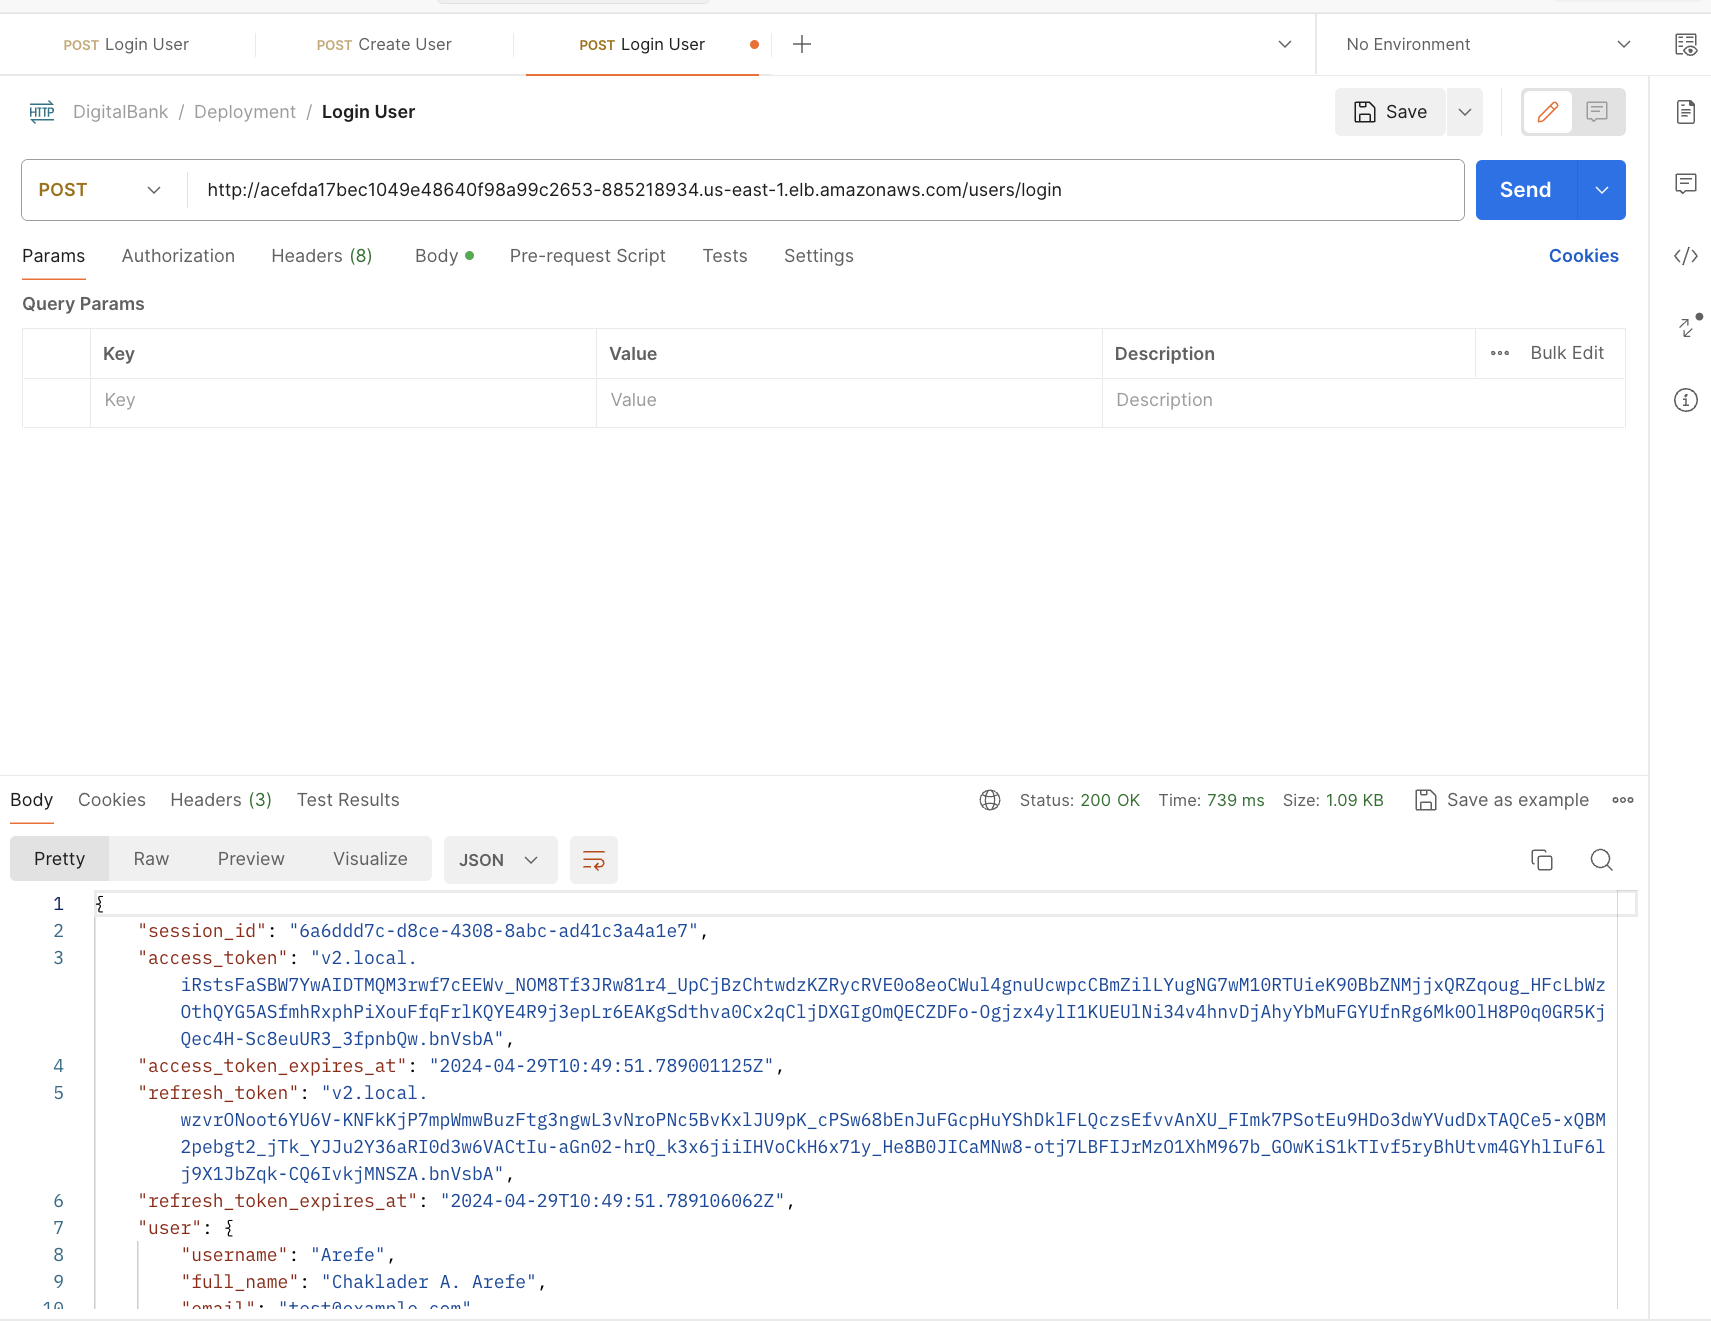 POST Login User
POST Create User
POST Login User
No Environment
HTTP DigitalBank / Deployment / Login User
Save
POST
http://acefda17bec1049e48640f98a99c2653-885218934.us-east-1.elb.amazonaws.com/users/login
Send
Params Authorization Headers (8) Body Pre-request Script Tests Settings Cookies
Query Params
Key Value Description Bulk Edit
Key Value Description
Body Cookies Headers (3) Test Results Status: 200 OK Time: 739 ms Size: 1.09 KB Save as example
Pretty Raw Preview Visualize JSON
1 {
2 "session_id": "6a6ddd7c-d8ce-4308-8abc-ad41c3a4a1e7",
3 "access_token": "v2.local.
iRstsFaSBW7YwAIDTMQM3rwf7cEEWv_NOM8Tf3JRw81r4_UpCjBzChtwdzKZRycRVE0o8eoCWul4gnuUcwpcCBmZilLYugNG7wM10RTUieK90BbZNMjjxQRZqoug_HFcLbWz
OthQYG5ASfmhRxphPiXouFfqFrlKQYE4R9j3epLr6EAKgSdthva0Cx2qCljDXGIgOmQECZDFo-Ogjzx4ylI1KUEUlNi34v4hnvDjAhyYbMuFGYUfnRg6Mk0OlH8P0q0GR5Kj
Qec4H-Sc8euUR3_3fpnbQw.bnVsbA",
4 "access_token_expires_at": "2024-04-29T10:49:51.789001125Z",
5 "refresh_token": "v2.local.
wzvrONoot6YU6V-KNFkKjP7mpWmwBuzFtg3ngwL3vNroPNc5BvKxlJU9pK_cPSw68bEnJuFGcpHuYShDklFLQczsEfvvAnXU_FImk7PSotEu9HDo3dwYVudDxTAQCe5-xQBM
2pebgt2_jTk_YJJu2Y36aRI0d3w6VACtIu-aGn02-hrQ_k3x6jiiIHVoCkH6x71y_He8B0JICaMNw8-otj7LBFIJrMzO1XhM967b_GOwKiS1kTIvf5ryBhUtvm4GYhlIuF6l
j9X1JbZqk-CQ6IvkjMNSZA.bnVsbA",
6 "refresh_token_expires_at": "2024-04-29T10:49:51.789106062Z",
7 "user": {
8 "username": "Arefe",
9 "full_name": "Chaklader A. Arefe",
10 "email": "test@example.com"